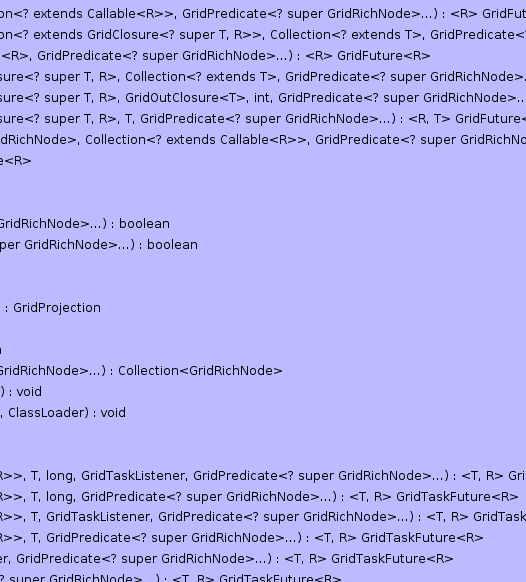 on<? extends Callable<R>>, GridPredicate<? super GridRichNode>...) : <R> GridFut
on<? extends GridClosure<? super T, R>>, Collection<? extends T>, GridPredicate<
<R>, GridPredicate<? super GridRichNode>...) : <R> GridFuture<R>
sure<? super T, R>, Collection<? extends T>, GridPredicate<? super GridRichNode>.
sure<? super T, R>, GridOutClosure<T>, int, GridPredicate<? super GridRichNode>...
sure<? super T, R>, T, GridPredicate<? super GridRichNode>...) : <R, T> GridFuture<
dRichNode>, Collection<? extends Callable<R>>, GridPredicate<? super GridRichNo
e<R>
GridRichNode>...) : boolean
per GridRichNode>...) : boolean
: GridProjection
GridRichNode>...) : Collection<GridRichNode>
) : void
, ClassLoader) : void
R>>, T, long, GridTaskListener, GridPredicate<? super GridRichNode>...) : <T, R> Gri
R>>, T, long, GridPredicate<? super GridRichNode>...) : <T, R> GridTaskFuture<R>
R>>, T, GridTaskListener, GridPredicate<? super GridRichNode>...) : <T, R> GridTask
R>>, T, GridPredicate<? super GridRichNode>...) : <T, R> GridTaskFuture<R>
er, GridPredicate<? super GridRichNode>...) : <T, R> GridTaskFuture<R>
? super GridRichNode>...) : <T, R> GridTaskFuture<R>